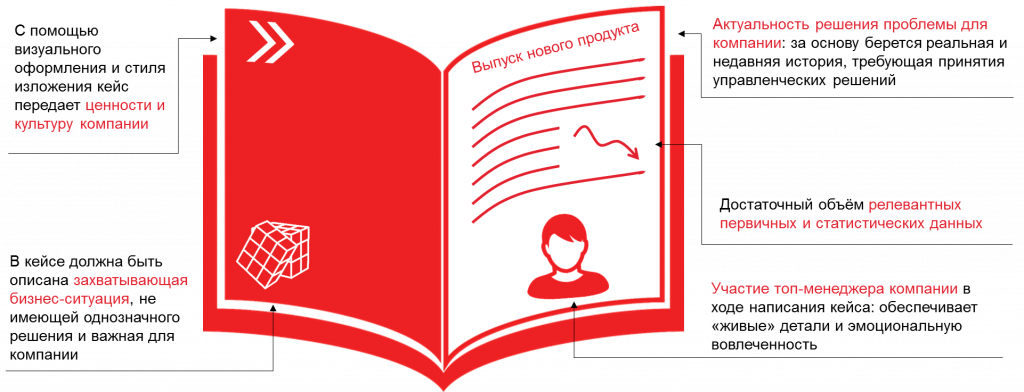 С помощью
визуального
оформления и стиля
изложения кейс
передает ценности и
культуру компании
В кейсе должна быть
описана захватывающая
бизнес-ситуация, не
имеющей однозначного
решения и важная для
компании
Выпуск нового продукта
Актуальность решения проблемы для
компании: за основу берется реальная и
недавняя история, требующая принятия
управленческих решений
Достаточный объём релевантных
первичных и статистических данных
Участие топ-менеджера компании в
ходе написания кейса: обеспечивает
«живые» детали и эмоциональную
вовлеченность